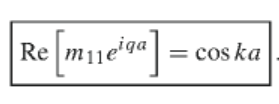 Re [m₁₁e^{iqa}] = cos ka.